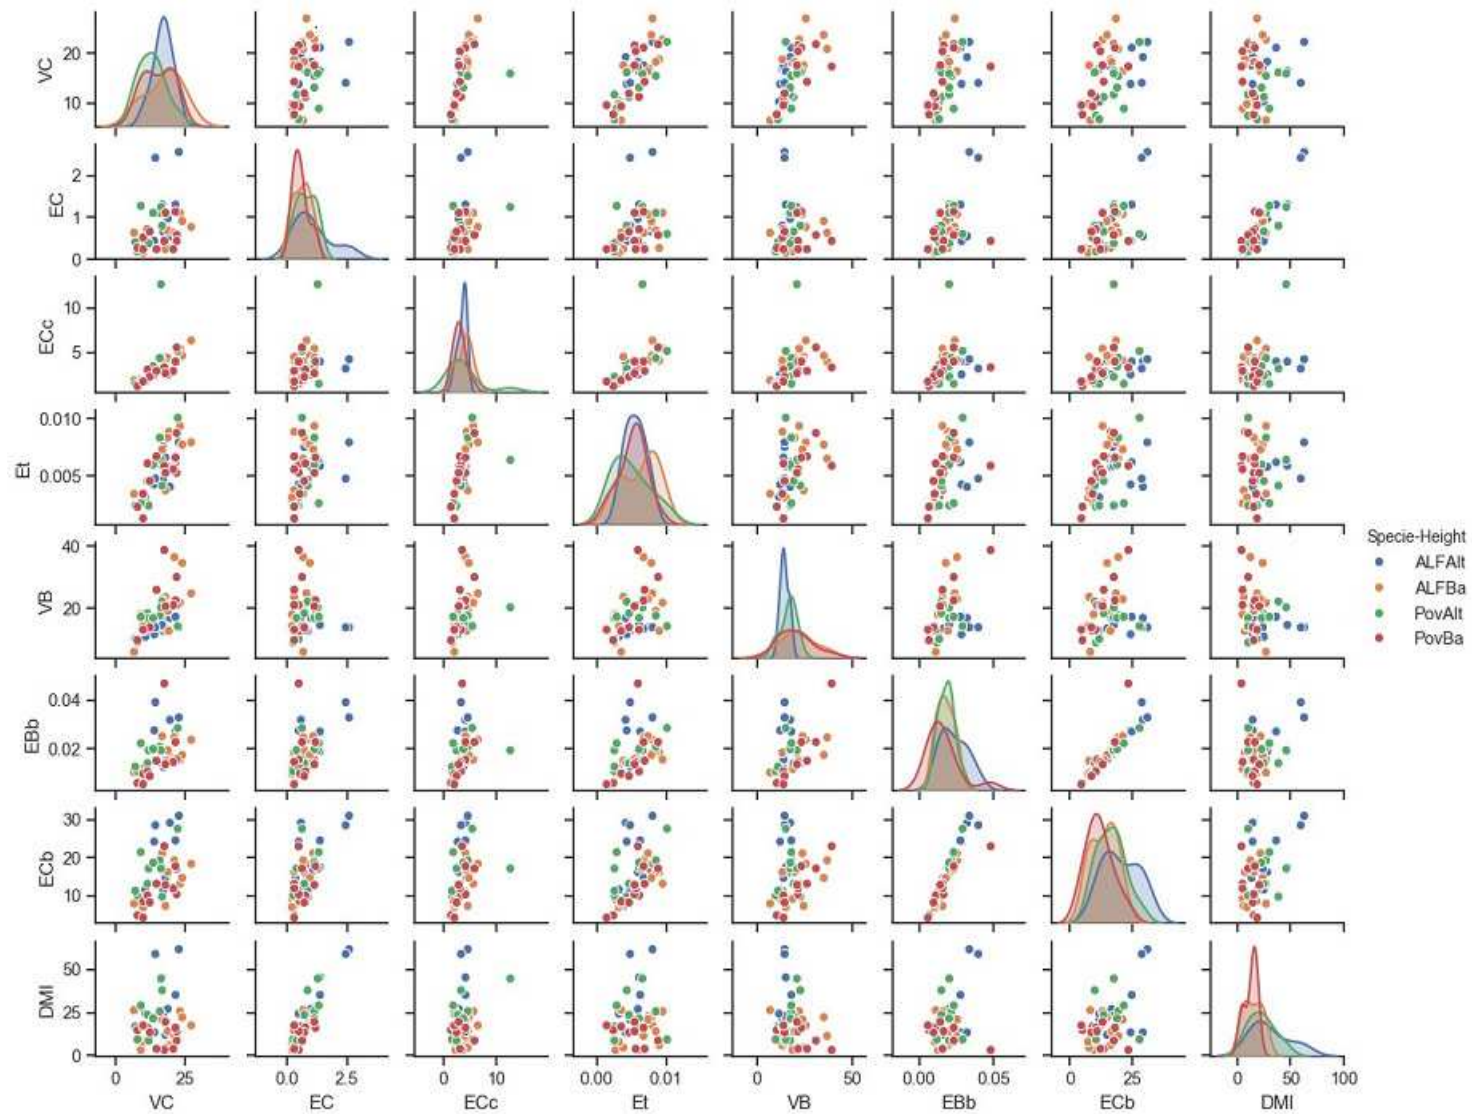 VC
20
10
EC
2
1
0
ECc
10
5
Et
0.010
0.005
VB
40
20
EBb
0.04
0.02
ECb
30
20
10
DMI
50
25
0
0 25
0.0 2.5
0 10
0.00 0.01
0 50
0.00 0.05
0 25
0 50 100
VC EC ECc Et VB EBb ECb DMI
Specie-Height
ALFAlt
ALFBa
PovAlt
PovBa